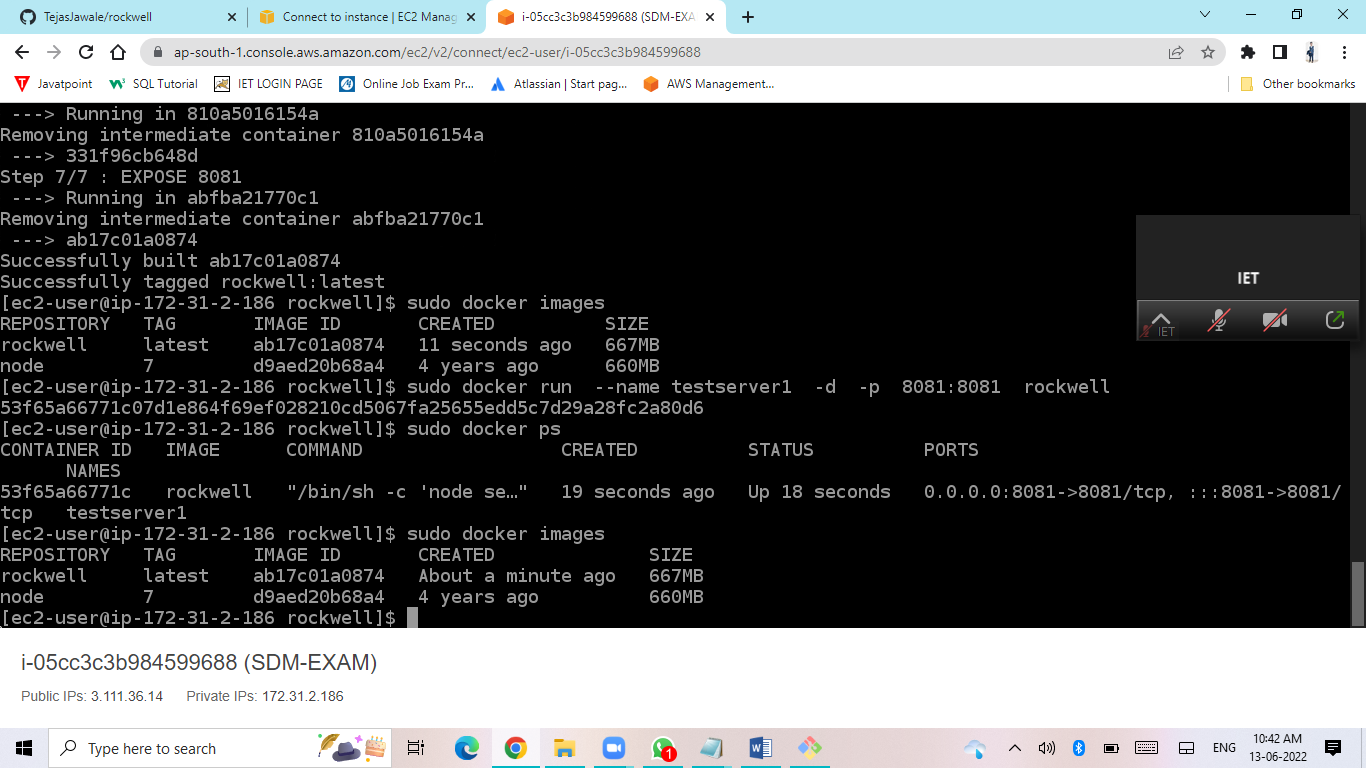 TejasJawale/rockwell
Connect to instance | EC2 Manag
i-05cc3c3b984599688 (SDM-EXA
ap-south-1.console.aws.amazon.com/ec2/v2/connect/ec2-user/i-05cc3c3b984599688
Javatpoint SQL Tutorial IET LOGIN PAGE Online Job Exam Pr... Atlassian | Start pag... AWS Management... Other bookmarks
---> Running in 810a5016154a
Removing intermediate container 810a5016154a
---> 331f96cb648d
Step 7/7 : EXPOSE 8081
---> Running in abfba21770c1
Removing intermediate container abfba21770c1
---> ab17c01a0874
Successfully built ab17c01a0874
Successfully tagged rockwell:latest
[ec2-user@ip-172-31-2-186 rockwell]$ sudo docker images
REPOSITORY TAG IMAGE ID CREATED SIZE
rockwell latest ab17c01a0874 11 seconds ago 667MB
node 7 d9aed20b68a4 4 years ago 660MB
[ec2-user@ip-172-31-2-186 rockwell]$ sudo docker run --name testserver1 -d -p 8081:8081 rockwell
53f65a66771c07d1e864f69ef028210cd5067fa25655edd5c7d29a28fc2a80d6
[ec2-user@ip-172-31-2-186 rockwell]$ sudo docker ps
CONTAINER ID IMAGE COMMAND CREATED STATUS PORTS
NAMES
53f65a66771c rockwell "/bin/sh -c 'node se…" 19 seconds ago Up 18 seconds 0.0.0.0:8081->8081/tcp, :::8081->8081/
tcp testserver1
[ec2-user@ip-172-31-2-186 rockwell]$ sudo docker images
REPOSITORY TAG IMAGE ID CREATED SIZE
rockwell latest ab17c01a0874 About a minute ago 667MB
node 7 d9aed20b68a4 4 years ago 660MB
[ec2-user@ip-172-31-2-186 rockwell]$
IET
IET
i-05cc3c3b984599688 (SDM-EXAM)
Public IPs: 3.111.36.14 Private IPs: 172.31.2.186
Type here to search
1
ENG
10:42 AM
13-06-2022